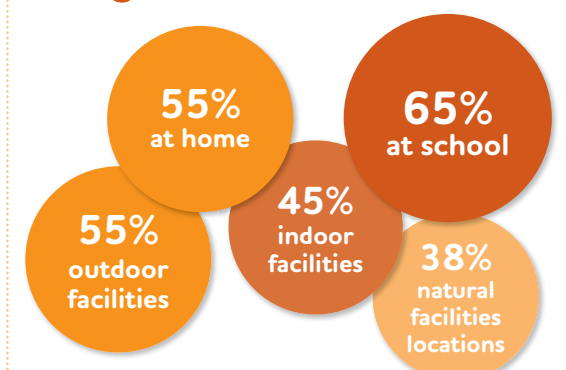 55%
at home
65%
at school
55%
outdoor
facilities
45%
indoor
facilities
38%
natural
facilities
locations